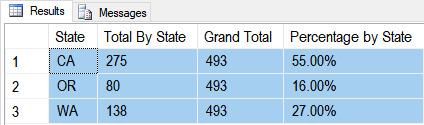 Results Messages
State Total By State Grand Total Percentage by State
1 CA 275 493 55.00%
2 OR 80 493 16.00%
3 WA 138 493 27.00%